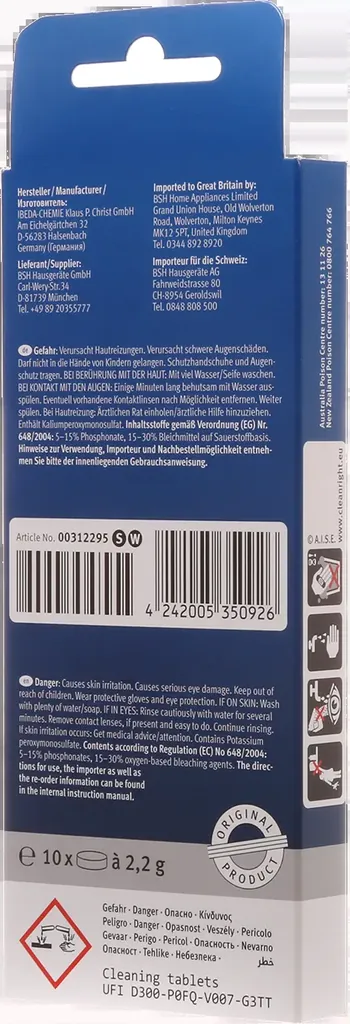 Hersteller / Manufacturer /
Изготовитель:
IBEDA-CHEMIE Klaus P. Christ GmbH
Am Eichelgärtchen 32
D-56283 Halsenbach
Germany (Германия)
Lieferant/Supplier:
BSH Hausgeräte GmbH
Carl-Wery-Str.34
D-81739 München
Tel. +49 89 20355777
Imported to Great Britain by:
BSH Home Appliances Limited
Grand Union House, Old Wolverton
Road, Wolverton, Milton Keynes
MK12 5PT, United Kingdom
Tel. 0344 892 8920
Importeur für die Schweiz:
BSH Hausgeräte AG
Fahrweidstrasse 80
CH-8954 Geroldswil
Tel. 0848 808 500
de Gefahr: Verursacht Hautreizungen. Verursacht schwere Augenschäden.
Darf nicht in die Hände von Kindern gelangen. Schutzhandschuhe und Augen-
schutz tragen. BEI BERÜHRUNG MIT DER HAUT: Mit viel Wasser/Seife waschen.
BEI KONTAKT MIT DEN AUGEN: Einige Minuten lang behutsam mit Wasser aus-
spülen. Eventuell vorhandene Kontaktlinsen nach Möglichkeit entfernen. Weiter
spülen. Bei Hautreizung: Ärztlichen Rat einholen/ärztliche Hilfe hinzuziehen.
Enthält Kaliumperoxymonosulfat. Inhaltsstoffe gemäß Verordnung (EG) Nr.
648/2004: 5–15% Phosphonate, 15–30% Bleichmittel auf Sauerstoffbasis.
Hinweise zur Verwendung, Importeur und Nachbestellmöglichkeit entneh-
men Sie bitte der innenliegenden Gebrauchsanweisung.
Article No. 00312295 S W
4 242005 350926
en Danger: Causes skin irritation. Causes serious eye damage. Keep out of
reach of children. Wear protective gloves and eye protection. IF ON SKIN: Wash
with plenty of water/soap. IF IN EYES: Rinse cautiously with water for several
minutes. Remove contact lenses, if present and easy to do. Continue rinsing.
If skin irritation occurs: Get medical advice/attention. Contains Potassium
peroxymonosulfate. Contents according to Regulation (EC) No 648/2004:
5–15% phosphonates, 15–30% oxygen-based bleaching agents. The direc-
tions for use, the importer as well as
the re-order information can be found
in the internal instruction manual.
ORIGINAL
PRODUCT
℮ 10 x à 2,2 g
Gefahr · Danger · Опасно · Κίνδυνος
Peligro · Danger · Opasnost · Veszély · Pericolo
Gevaar · Perigo · Pericol · Опасность · Nevarno
Опасност · Tehlike · Небезпека ·
خطر
Cleaning tablets
UFI D300-P0FQ-V007-G3TT
Australia Poison Centre number: 13 11 26
New Zealand Poison Centre number: 0800 764 766
© A.I.S.E.
www.cleanright.eu